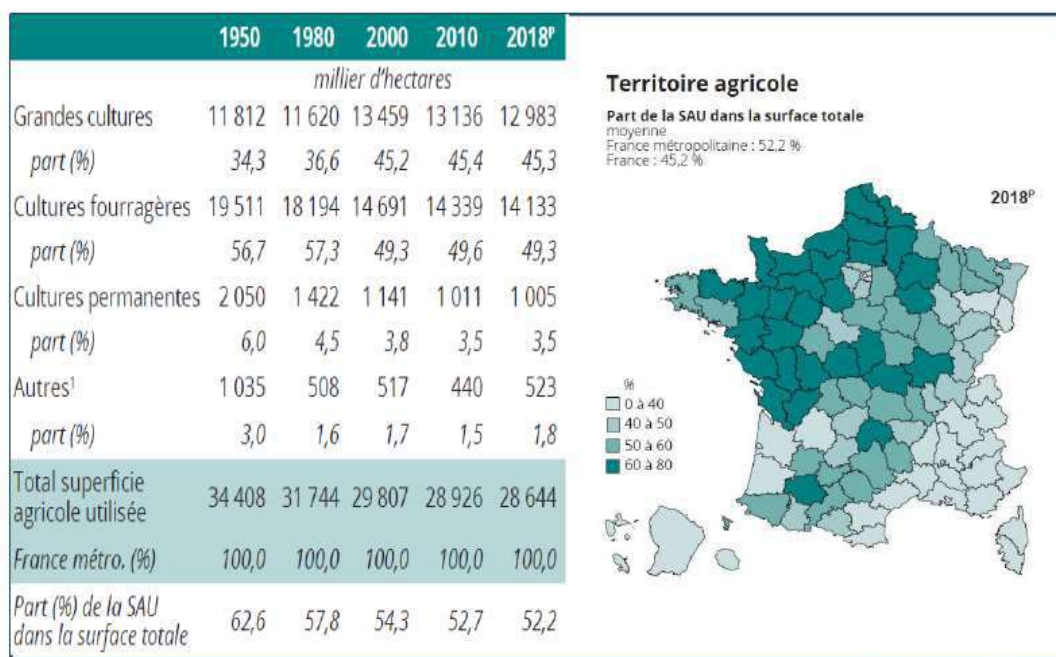 1950 1980 2000 2010 2018ᵖ
millier d'hectares
Grandes cultures 11 812 11 620 13 459 13 136 12 983
part (%) 34,3 36,6 45,2 45,4 45,3
Cultures fourragères 19 511 18 194 14 691 14 339 14 133
part (%) 56,7 57,3 49,3 49,6 49,3
Cultures permanentes 2 050 1 422 1 141 1 011 1 005
part (%) 6,0 4,5 3,8 3,5 3,5
Autres¹ 1 035 508 517 440 523
part (%) 3,0 1,6 1,7 1,5 1,8
Total superficie
agricole utilisée 34 408 31 744 29 807 28 926 28 644
France métro. (%) 100,0 100,0 100,0 100,0 100,0
Part (%) de la SAU
dans la surface totale 62,6 57,8 54,3 52,7 52,2
Territoire agricole
Part de la SAU dans la surface totale
moyenne
France métropolitaine : 52,2 %
France : 45,2 %
2018ᵖ
%
0 à 40
40 à 50
50 à 60
60 à 80